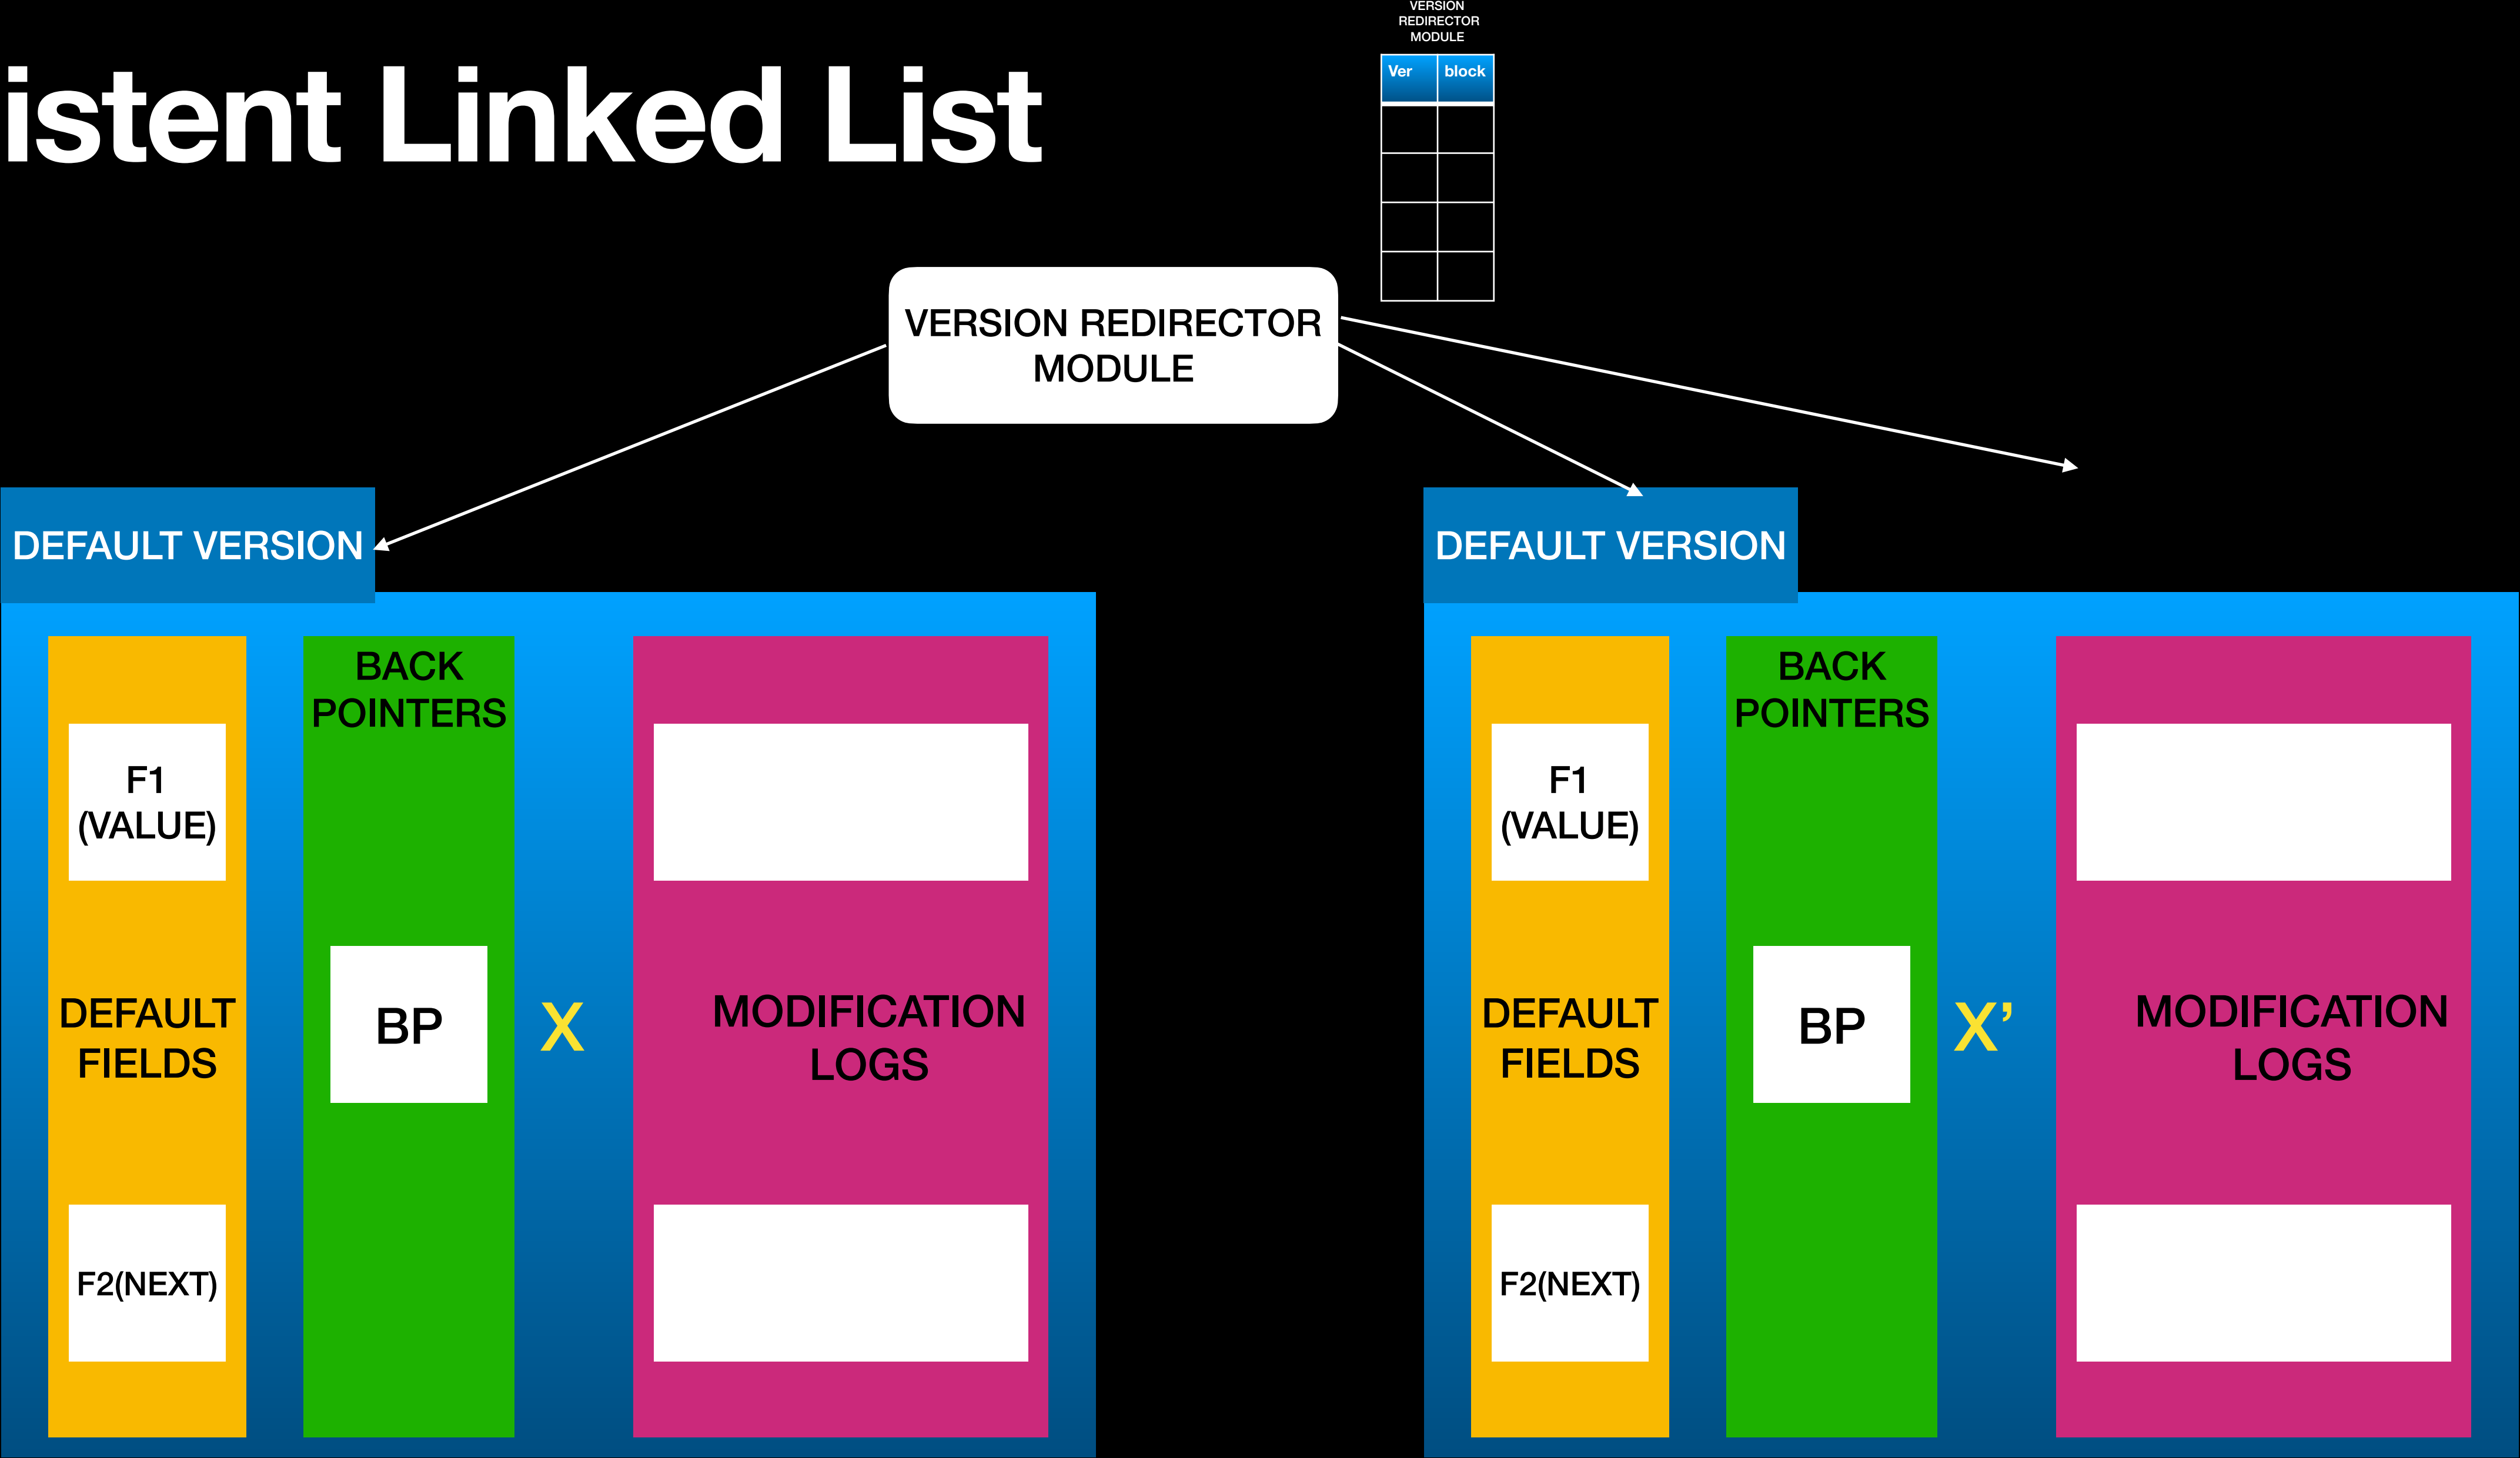 VERSION
REDIRECTOR
MODULE
istent Linked List
Ver block
VERSION REDIRECTOR
MODULE
DEFAULT VERSION
BACK
POINTERS
F1
(VALUE)
DEFAULT
FIELDS
BP
X
MODIFICATION
LOGS
F2(NEXT)
DEFAULT VERSION
BACK
POINTERS
F1
(VALUE)
DEFAULT
FIELDS
BP
X’
MODIFICATION
LOGS
F2(NEXT)